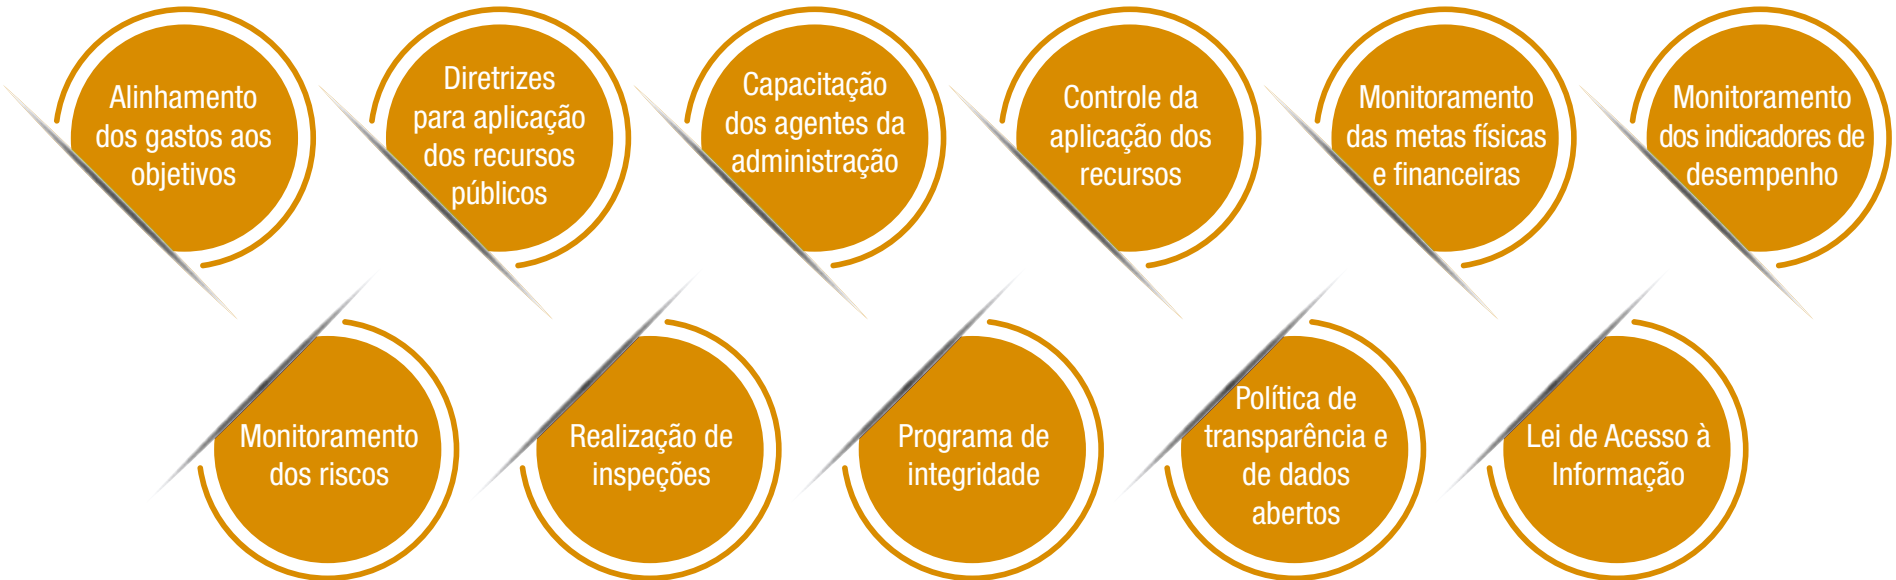 Alinhamento
dos gastos aos
objetivos
Diretrizes
para aplicação
dos recursos
públicos
Capacitação
dos agentes da
administração
Controle da
aplicação dos
recursos
Monitoramento
das metas físicas
e financeiras
Monitoramento
dos indicadores de
desempenho
Monitoramento
dos riscos
Realização de
inspeções
Programa de
integridade
Política de
transparência e
de dados
abertos
Lei de Acesso à
Informação